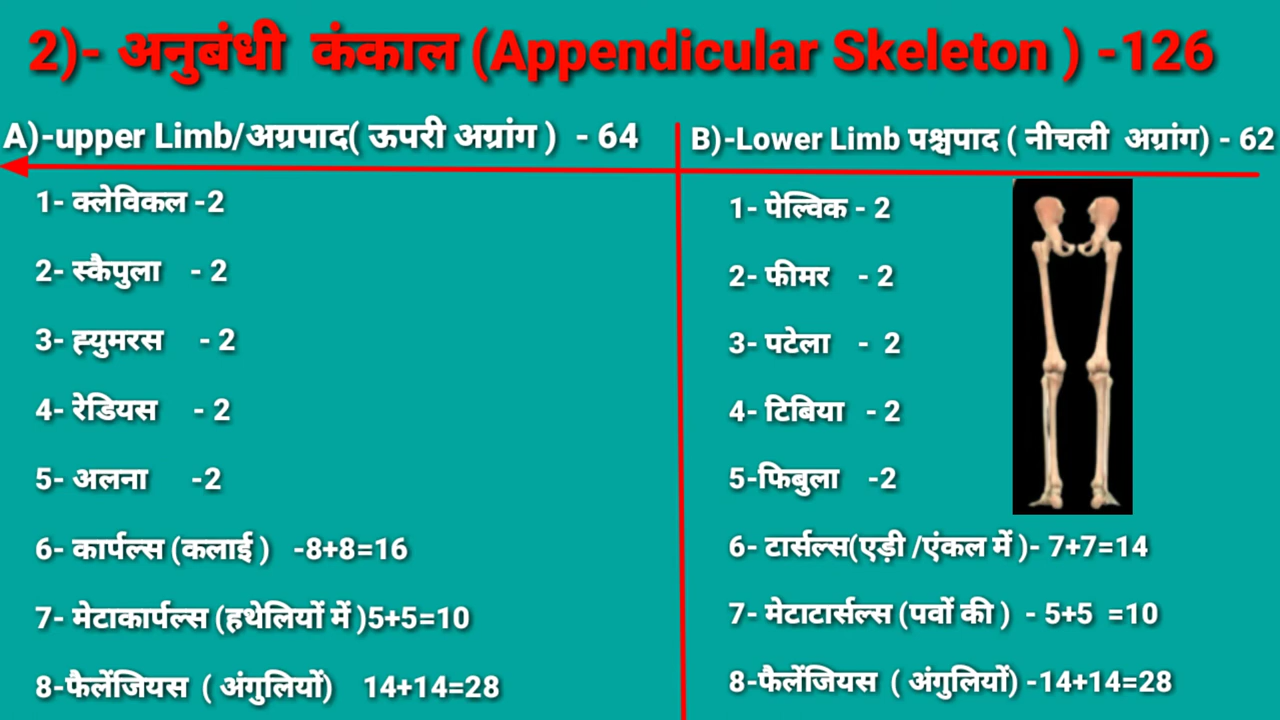 2)- अनुबंधी कंकाल (Appendicular Skeleton ) -126
A)-upper Limb/अग्रपाद( ऊपरी अग्रांग ) - 64
1- क्लेविकल -2
2- स्कैपुला - 2
3- ह्युमरस - 2
4- रेडियस - 2
5- अलना -2
6- कार्पल्स (कलाई ) -8+8=16
7- मेटाकार्पल्स (हथेलियों में )5+5=10
8-फैलेंजियस ( अंगुलियों) 14+14=28
B)-Lower Limb पश्चपाद ( नीचली अग्रांग) - 62
1- पेल्विक - 2
2- फीमर - 2
3- पटेला - 2
4- टिबिया - 2
5-फिबुला -2
6- टार्सल्स(एड़ी /एंकल में )- 7+7=14
7- मेटाटार्सल्स (पवों की ) - 5+5 =10
8-फैलेंजियस ( अंगुलियों) -14+14=28